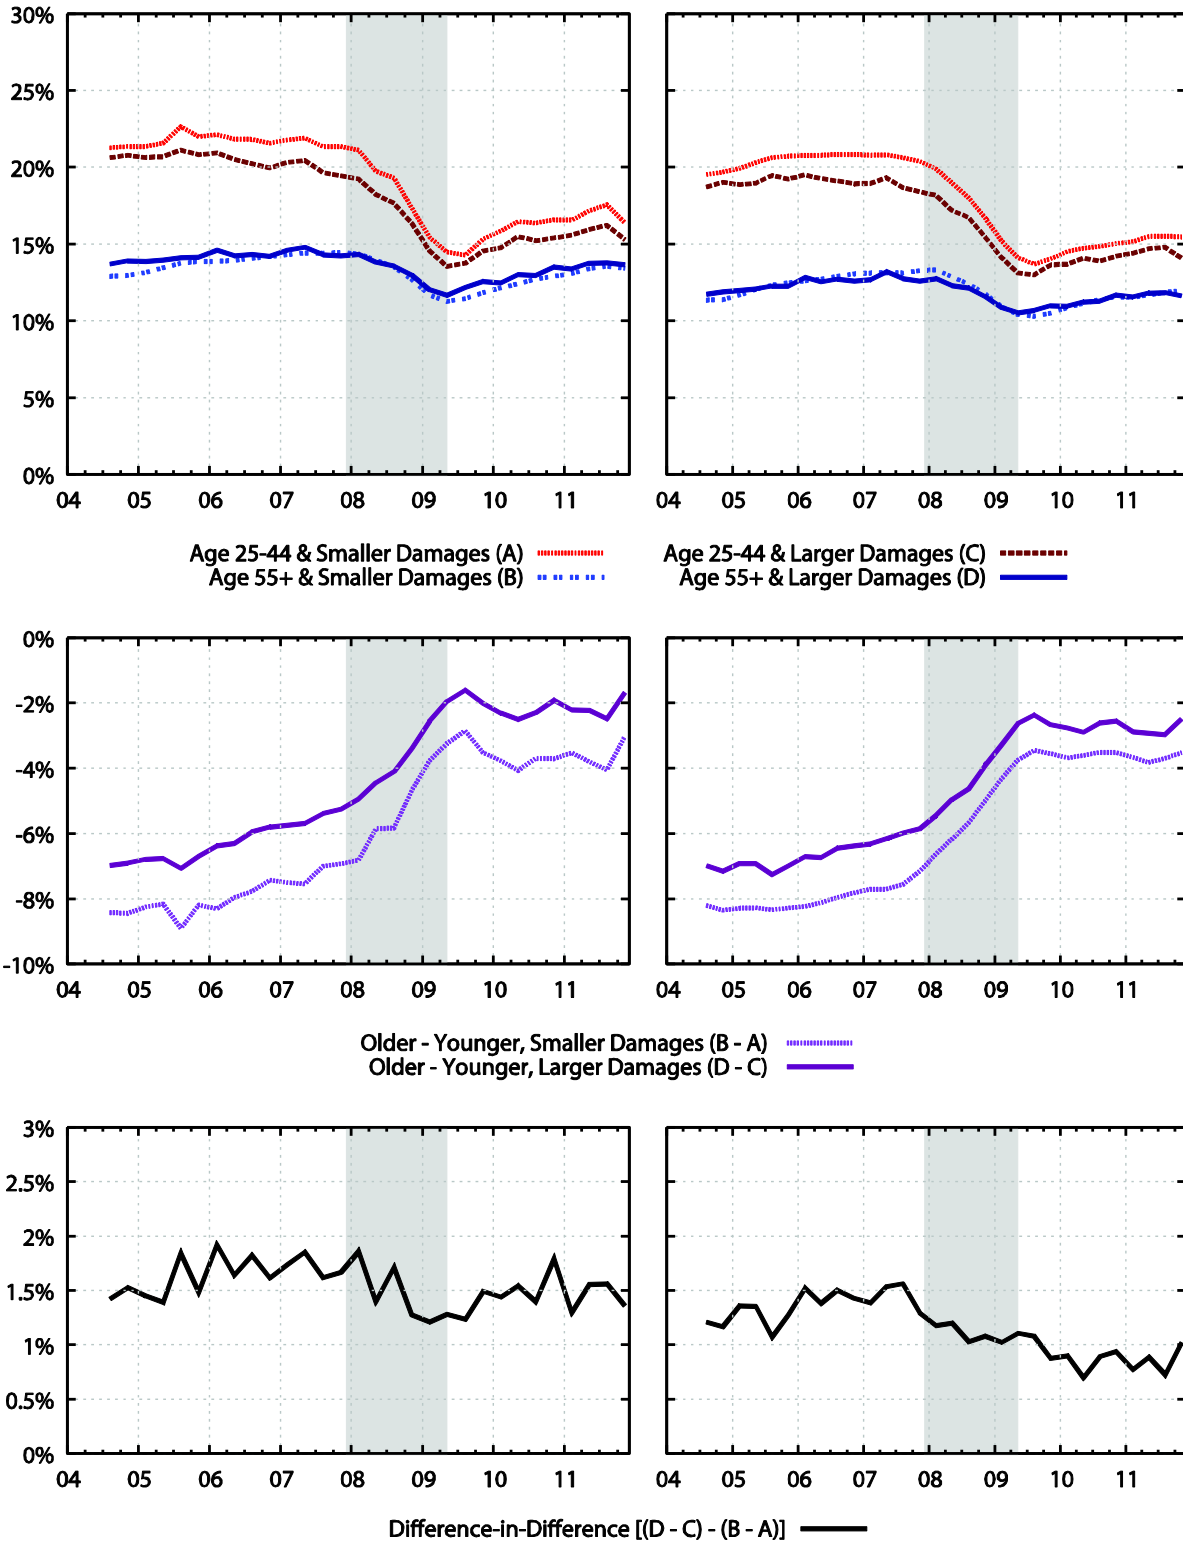 30%
25%
20%
15%
10%
5%
0%
04 05 06 07 08 09 10 11
04 05 06 07 08 09 10 11
Age 25-44 & Smaller Damages (A)
Age 55+ & Smaller Damages (B)
Age 25-44 & Larger Damages (C)
Age 55+ & Larger Damages (D)
0%
-2%
-4%
-6%
-8%
-10%
04 05 06 07 08 09 10 11
04 05 06 07 08 09 10 11
Older - Younger, Smaller Damages (B - A)
Older - Younger, Larger Damages (D - C)
3%
2.5%
2%
1.5%
1%
0.5%
0%
04 05 06 07 08 09 10 11
04 05 06 07 08 09 10 11
Difference-in-Difference [(D - C) - (B - A)]